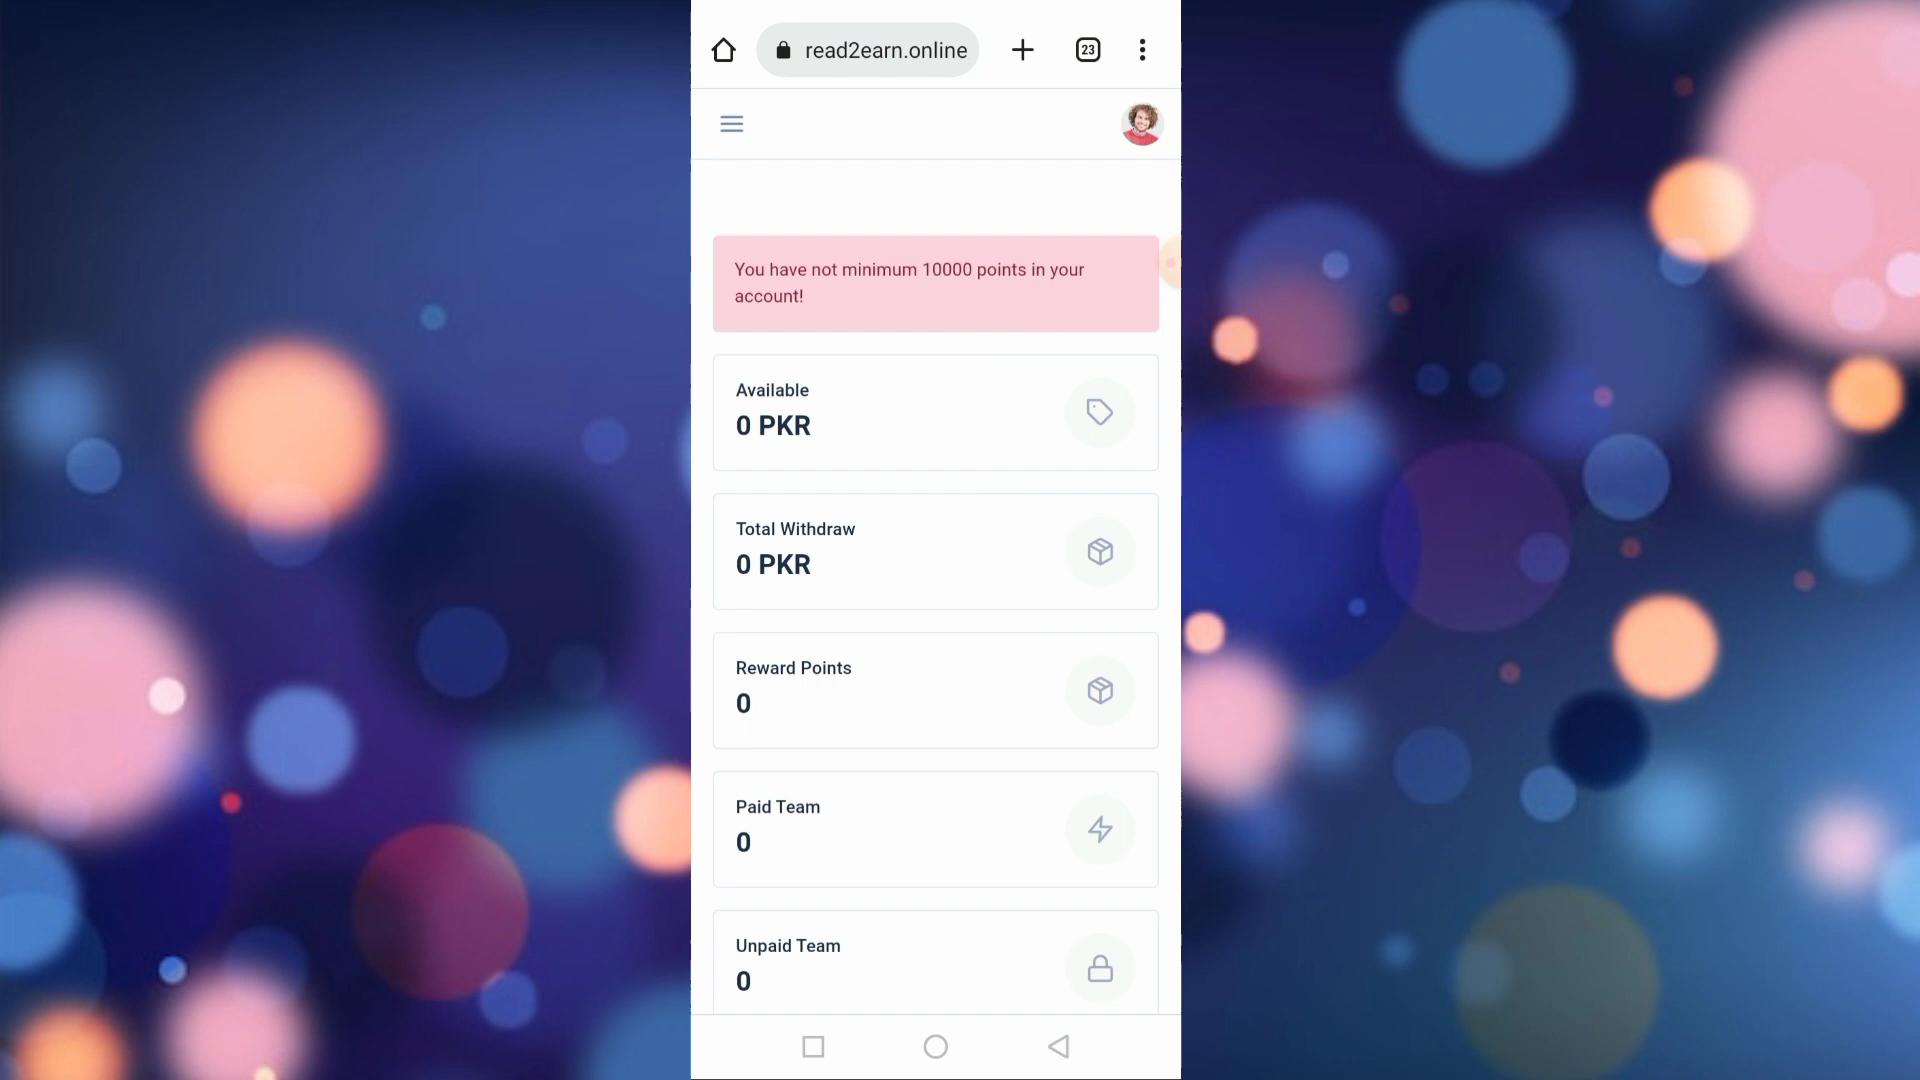 read2earn.online
23
You have not minimum 10000 points in your
account!
Available
0 PKR
Total Withdraw
0 PKR
Reward Points
0
Paid Team
0
Unpaid Team
0